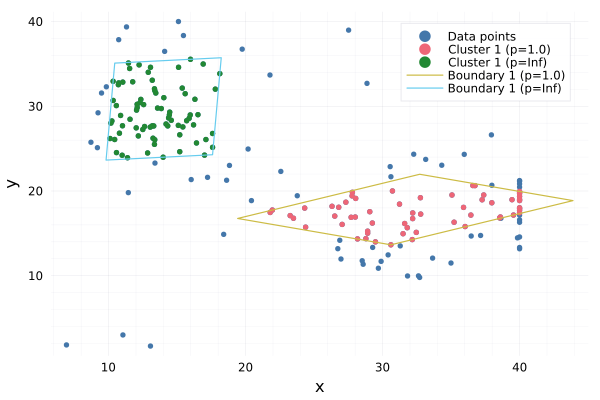 40
Data points
Cluster 1 (p=1.0)
Cluster 1 (p=Inf)
Boundary 1 (p=1.0)
Boundary 1 (p=Inf)
30
y
20
10
10 20 30 40
x